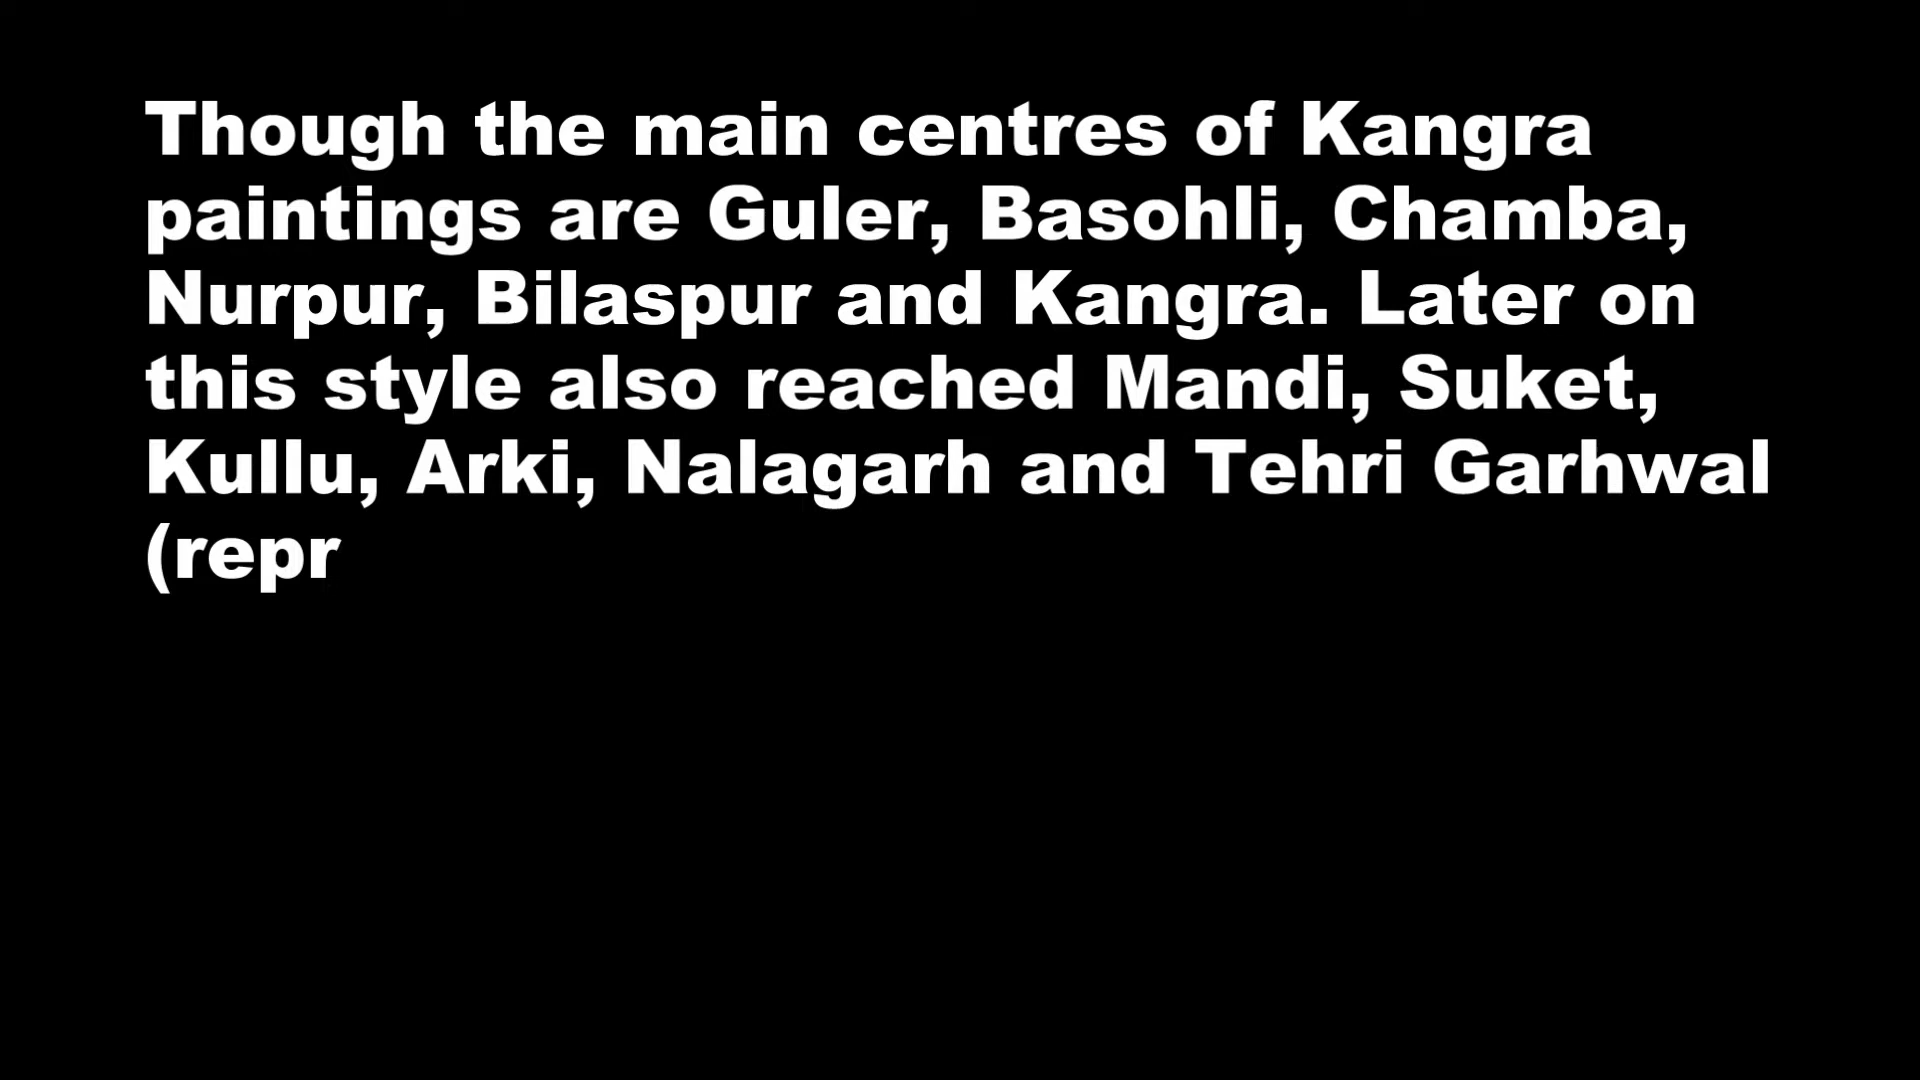 Though the main centres of Kangra
paintings are Guler, Basohli, Chamba,
Nurpur, Bilaspur and Kangra. Later on
this style also reached Mandi, Suket,
Kullu, Arki, Nalagarh and Tehri Garhwal
(repr